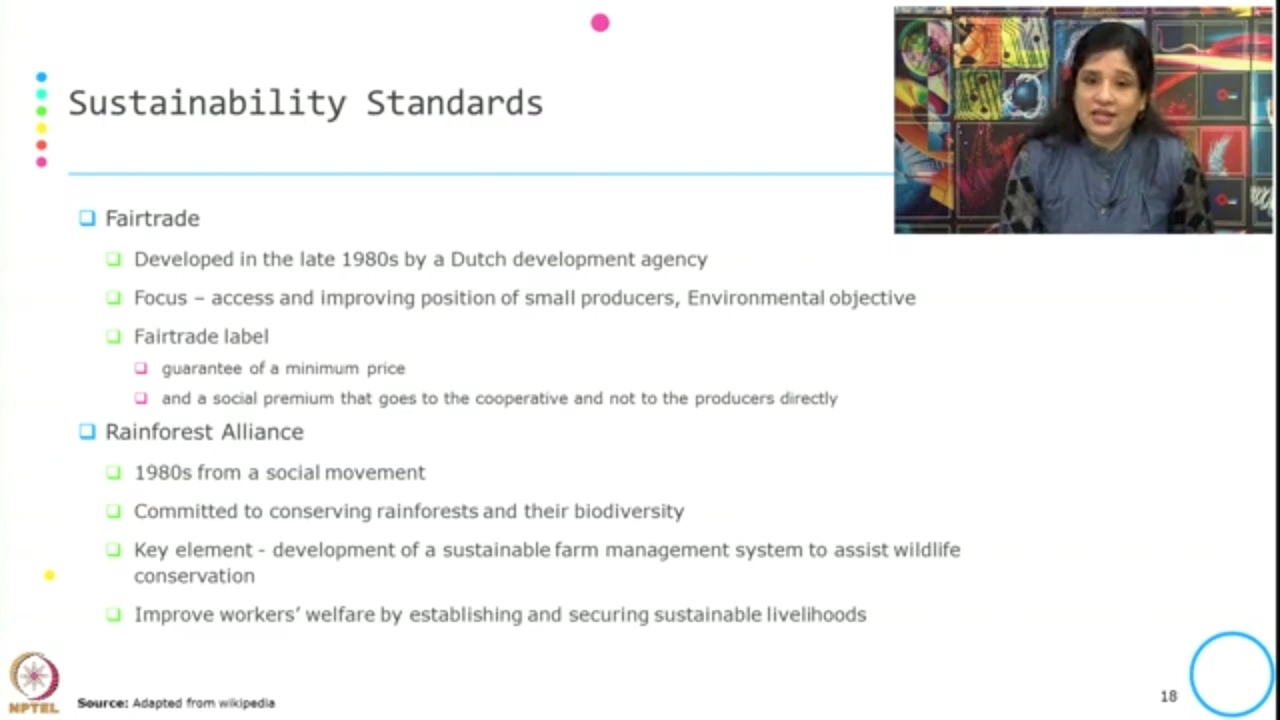 Sustainability Standards
Fairtrade
Developed in the late 1980s by a Dutch development agency
Focus – access and improving position of small producers, Environmental objective
Fairtrade label
guarantee of a minimum price
and a social premium that goes to the cooperative and not to the producers directly
Rainforest Alliance
1980s from a social movement
Committed to conserving rainforests and their biodiversity
Key element - development of a sustainable farm management system to assist wildlife
conservation
Improve workers’ welfare by establishing and securing sustainable livelihoods
NPTEL
Source: Adapted from wikipedia
18